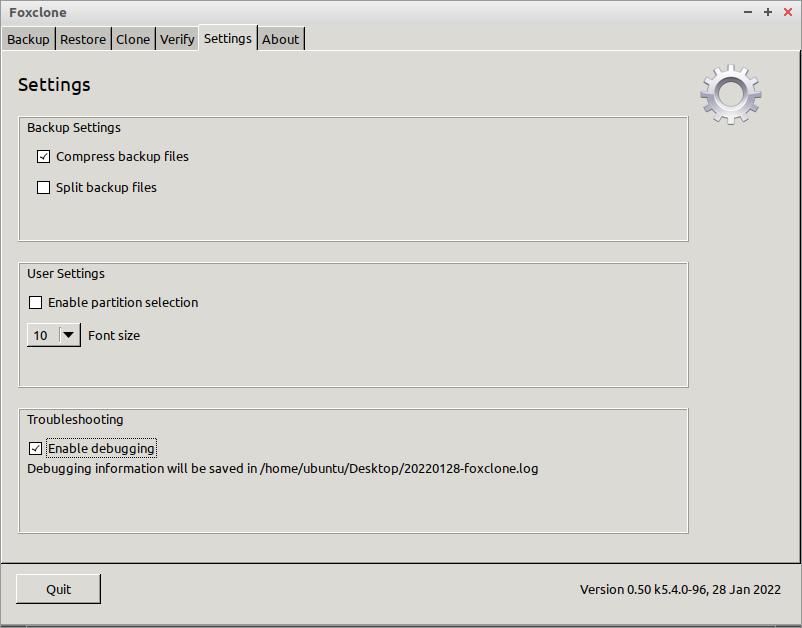 Foxclone
Backup Restore Clone Verify Settings About
Settings
Backup Settings
Compress backup files
Split backup files
User Settings
Enable partition selection
10 Font size
Troubleshooting
Enable debugging
Debugging information will be saved in /home/ubuntu/Desktop/20220128-foxclone.log
Quit Version 0.50 k5.4.0-96, 28 Jan 2022